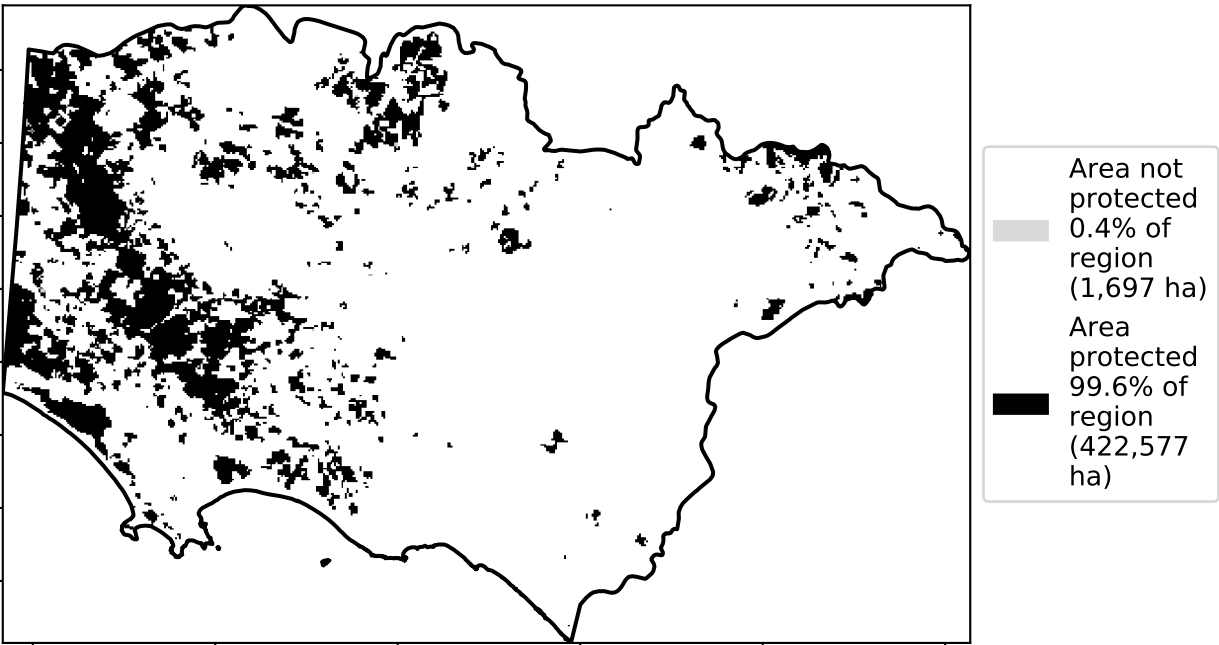 Area not
protected
0.4% of
region
(1,697 ha)
Area
protected
99.6% of
region
(422,577
ha)